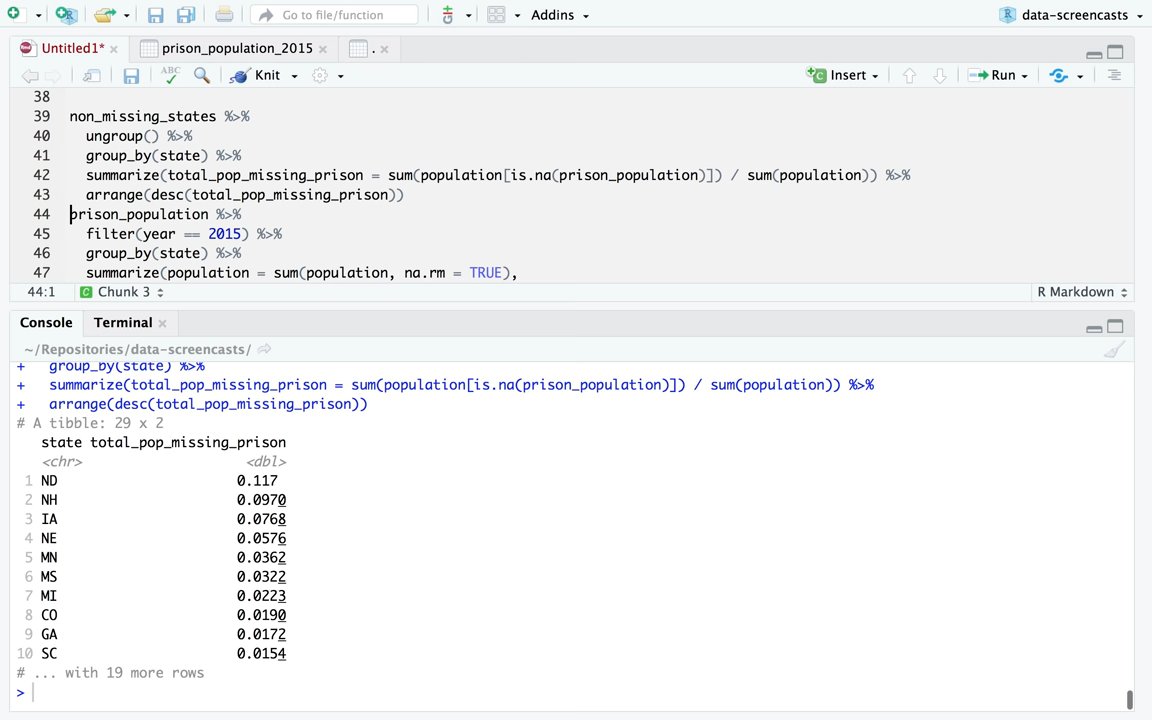 Go to file/function
Addins
data-screencasts
Untitled1*
prison_population_2015
.
ABC
Knit
Insert
Run
38
39 non_missing_states %>%
40 ungroup() %>%
41 group_by(state) %>%
42 summarize(total_pop_missing_prison = sum(population[is.na(prison_population)]) / sum(population)) %>%
43 arrange(desc(total_pop_missing_prison))
44 prison_population %>%
45 filter(year == 2015) %>%
46 group_by(state) %>%
47 summarize(population = sum(population, na.rm = TRUE),
44:1 C Chunk 3 R Markdown
Console Terminal
~/Repositories/data-screencasts/
+ group_by(state) %>%
+ summarize(total_pop_missing_prison = sum(population[is.na(prison_population)]) / sum(population)) %>%
+ arrange(desc(total_pop_missing_prison))
# A tibble: 29 x 2
state total_pop_missing_prison
<chr> <dbl>
1 ND 0.117
2 NH 0.0970
3 IA 0.0768
4 NE 0.0576
5 MN 0.0362
6 MS 0.0322
7 MI 0.0223
8 CO 0.0190
9 GA 0.0172
10 SC 0.0154
# ... with 19 more rows
>